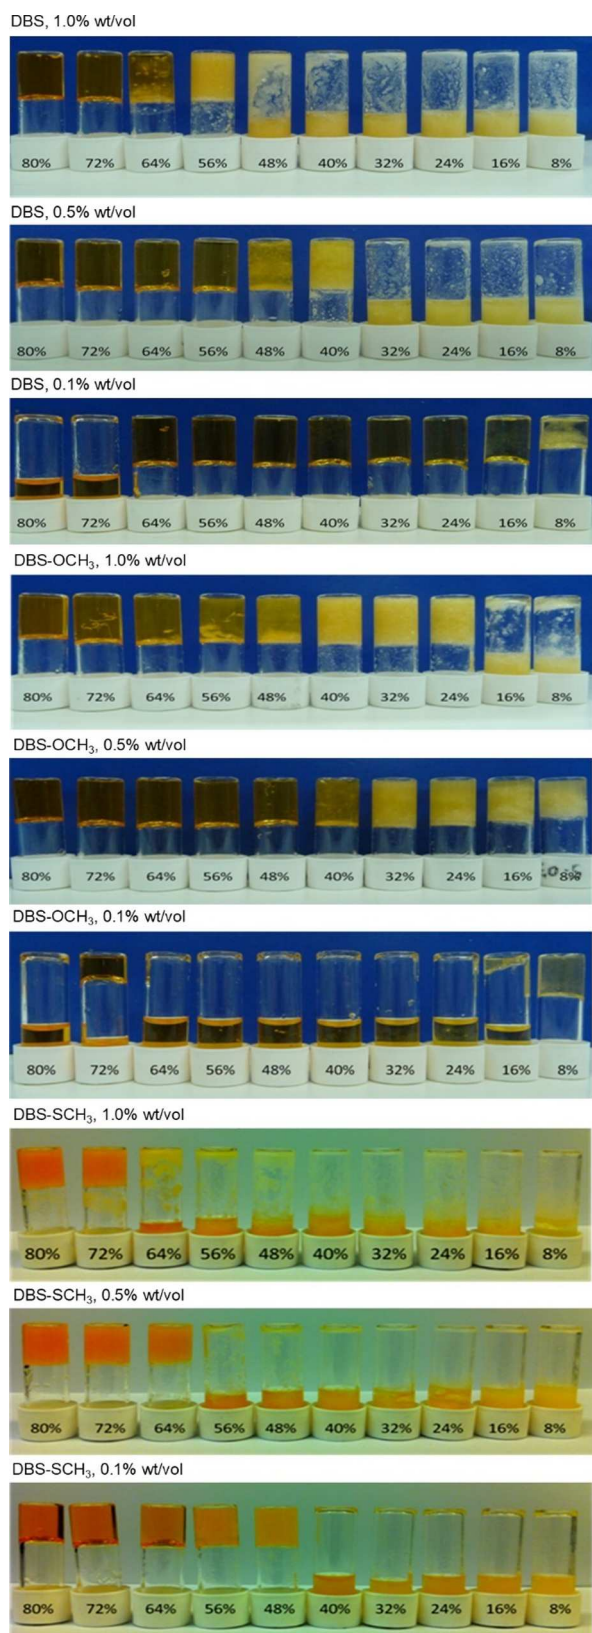 DBS, 1.0% wt/vol
80% 72% 64% 56% 48% 40% 32% 24% 16% 8%
DBS, 0.5% wt/vol
80% 72% 64% 56% 48% 40% 32% 24% 16% 8%
DBS, 0.1% wt/vol
80% 72% 64% 56% 48% 40% 32% 24% 16% 8%
DBS-OCH₃, 1.0% wt/vol
80% 72% 64% 56% 48% 40% 32% 24% 16% 8%
DBS-OCH₃, 0.5% wt/vol
80% 72% 64% 56% 48% 40% 32% 24% 16% 8%
DBS-OCH₃, 0.1% wt/vol
80% 72% 64% 56% 48% 40% 32% 24% 16% 8%
DBS-SCH₃, 1.0% wt/vol
80% 72% 64% 56% 48% 40% 32% 24% 16% 8%
DBS-SCH₃, 0.5% wt/vol
80% 72% 64% 56% 48% 40% 32% 24% 16% 8%
DBS-SCH₃, 0.1% wt/vol
80% 72% 64% 56% 48% 40% 32% 24% 16% 8%